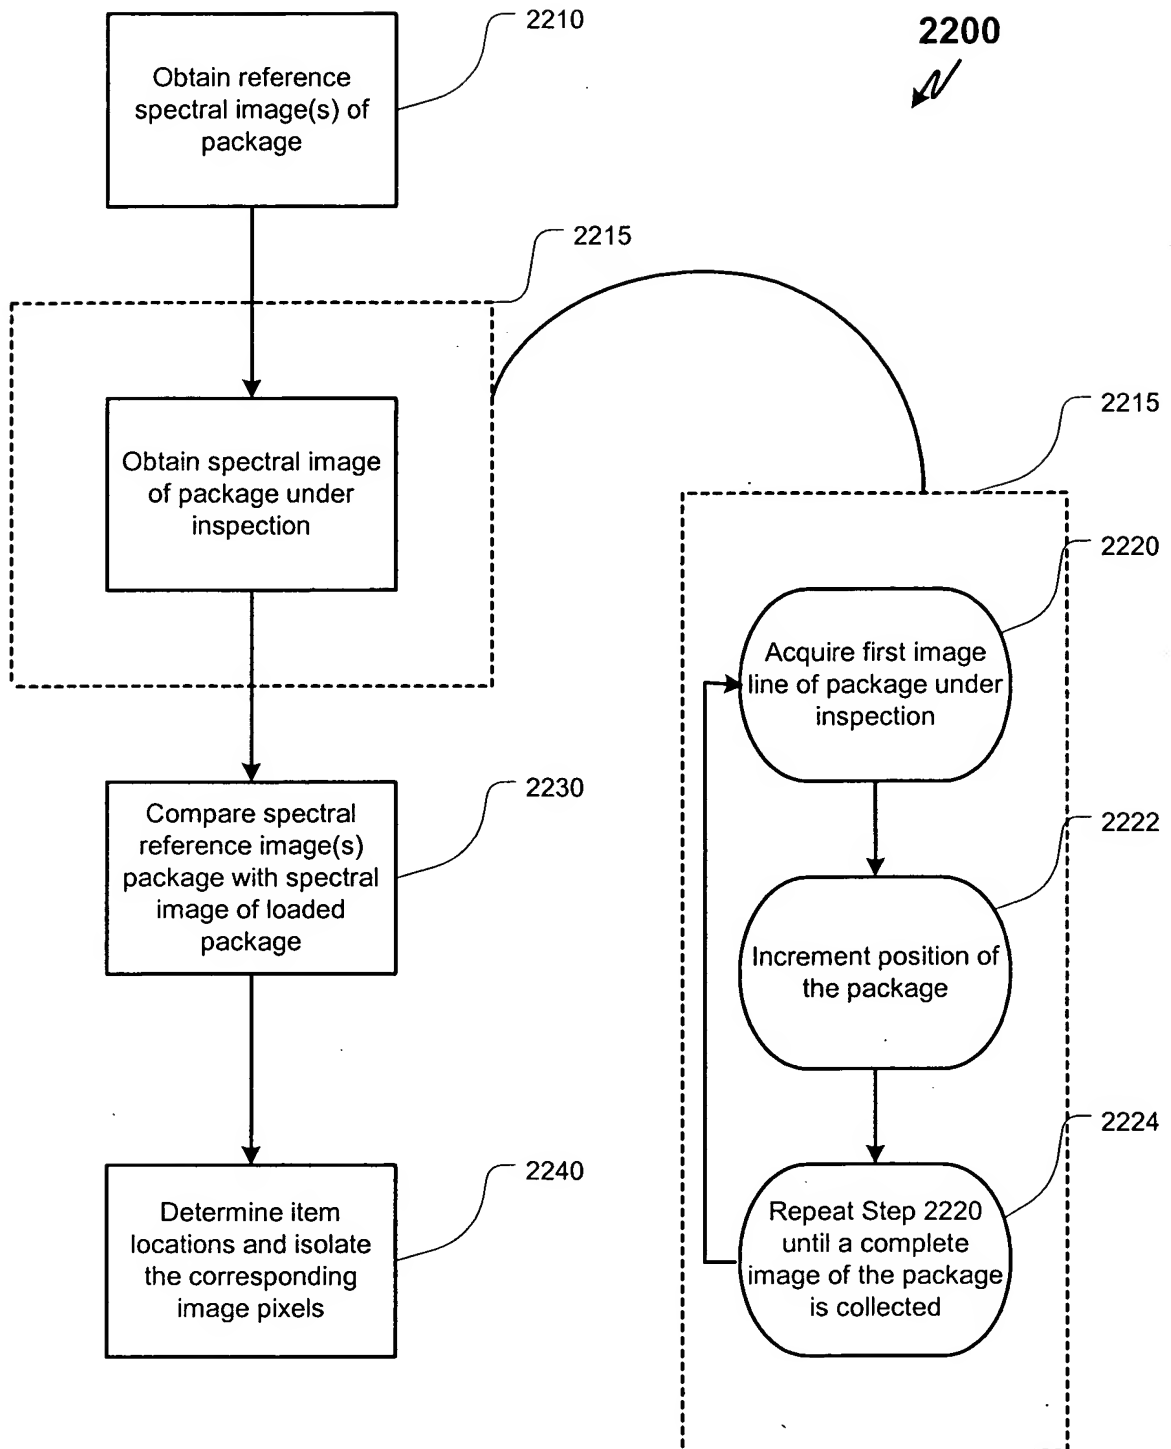 2200
2210
Obtain reference
spectral image(s) of
package
2215
Obtain spectral image
of package under
inspection
2230
Compare spectral
reference image(s)
package with spectral
image of loaded
package
2240
Determine item
locations and isolate
the corresponding
image pixels
2215
2220
Acquire first image
line of package under
inspection
2222
Increment position of
the package
2224
Repeat Step 2220
until a complete
image of the package
is collected